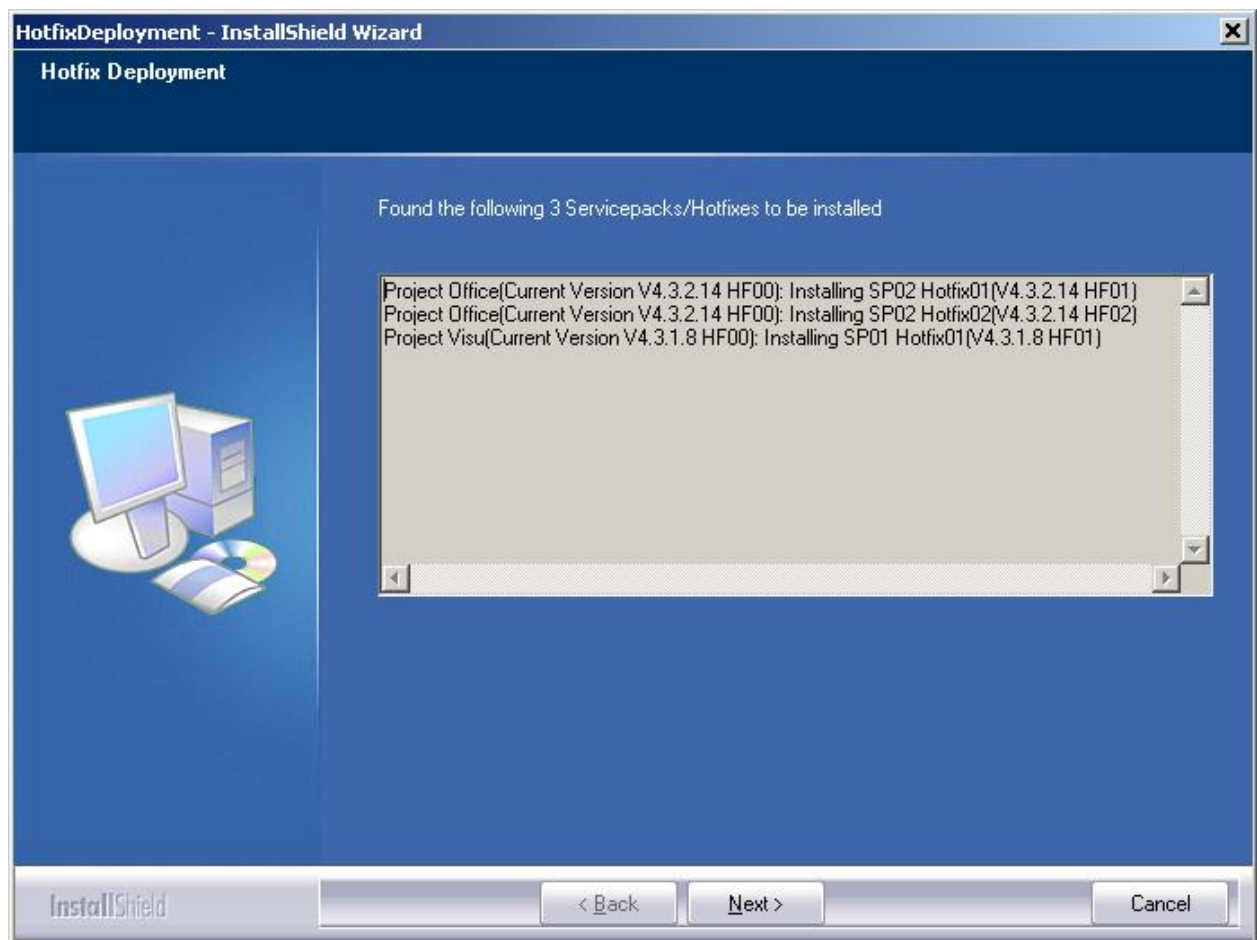 HotfixDeployment - InstallShield Wizard
Hotfix Deployment
Found the following 3 Servicepacks/Hotfixes to be installed
Project Office(Current Version V4.3.2.14 HF00): Installing SP02 Hotfix01(V4.3.2.14 HF01)
Project Office(Current Version V4.3.2.14 HF00): Installing SP02 Hotfix02(V4.3.2.14 HF02)
Project Visu(Current Version V4.3.1.8 HF00): Installing SP01 Hotfix01(V4.3.1.8 HF01)
InstallShield
< Back
Next >
Cancel